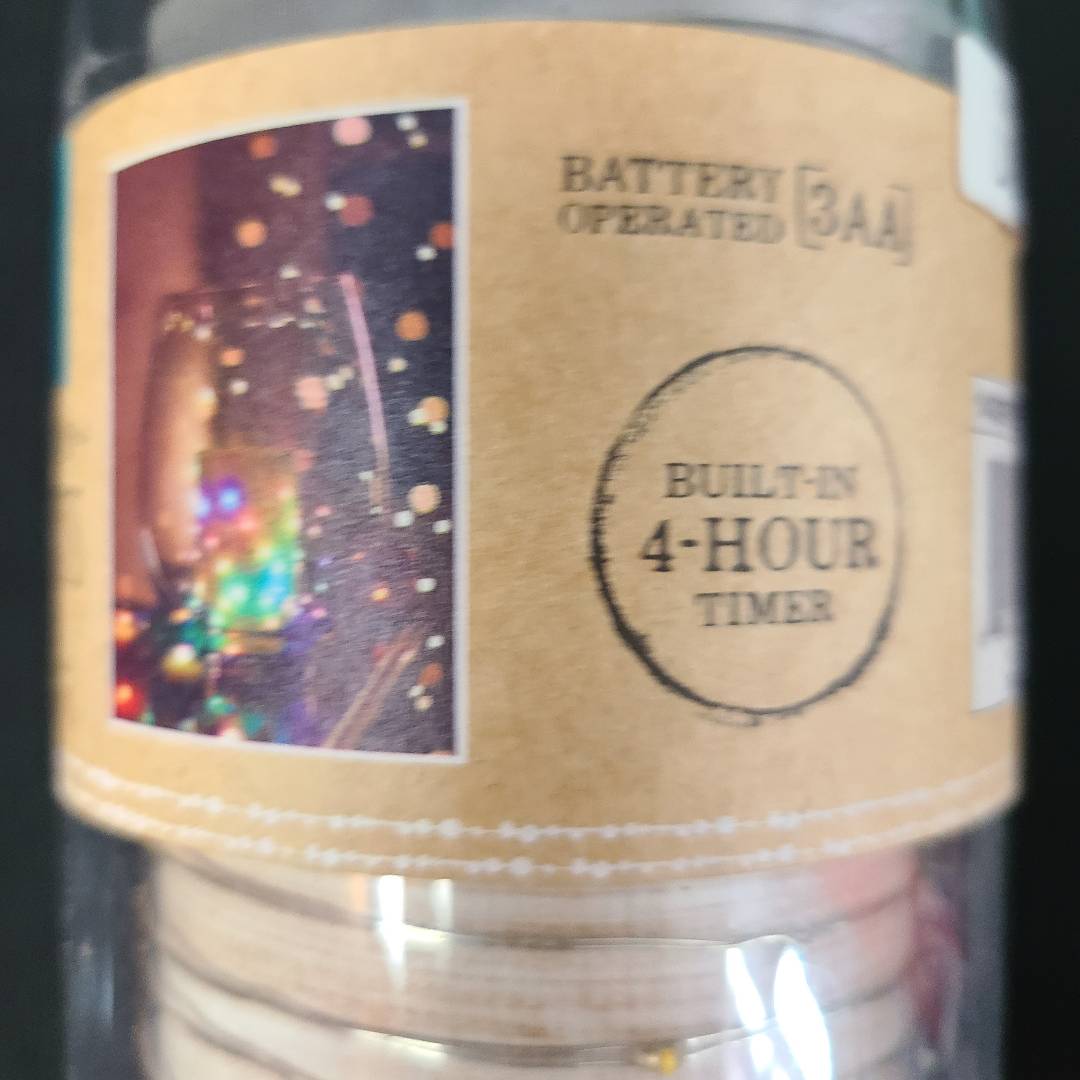 BATTERY
OPERATED [3AA]
BUILT-IN
4-HOUR
TIMER